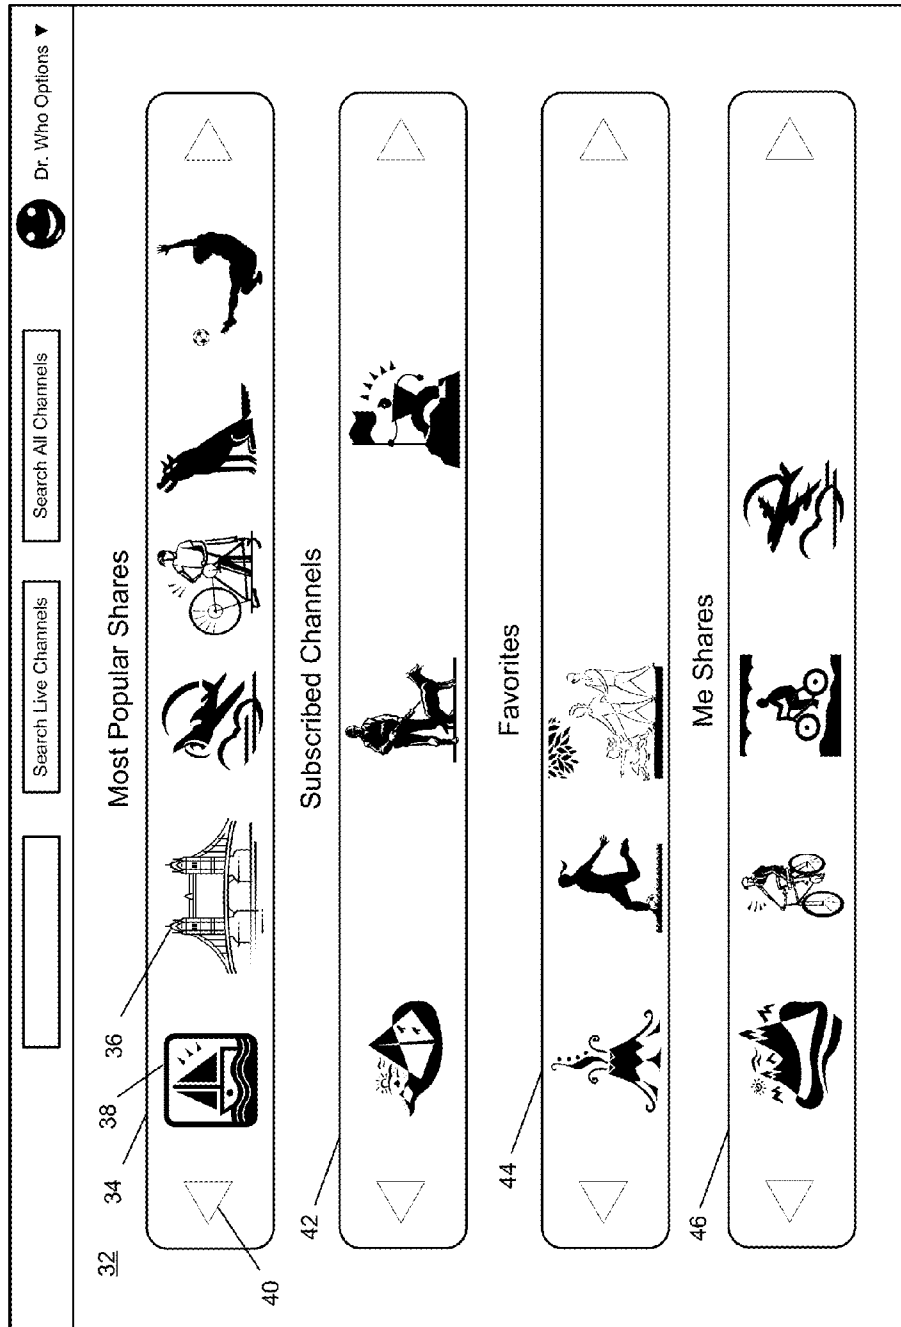 Search Live Channels
Search All Channels
Dr. Who Options ▼
32
34
38
36
Most Popular Shares
40
42
Subscribed Channels
44
Favorites
46
Me Shares